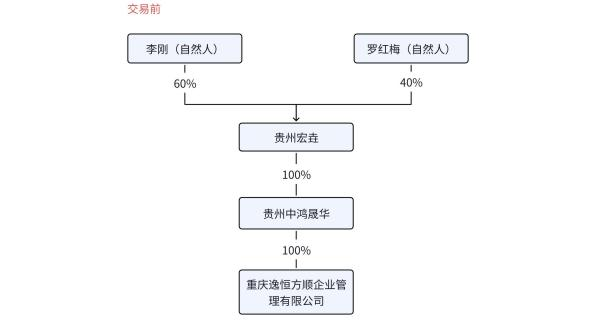 交易前
李刚（自然人）
罗红梅（自然人）
60%
40%
贵州宏垚
100%
贵州中鸿晟华
100%
重庆逸恒方顺企业管
理有限公司